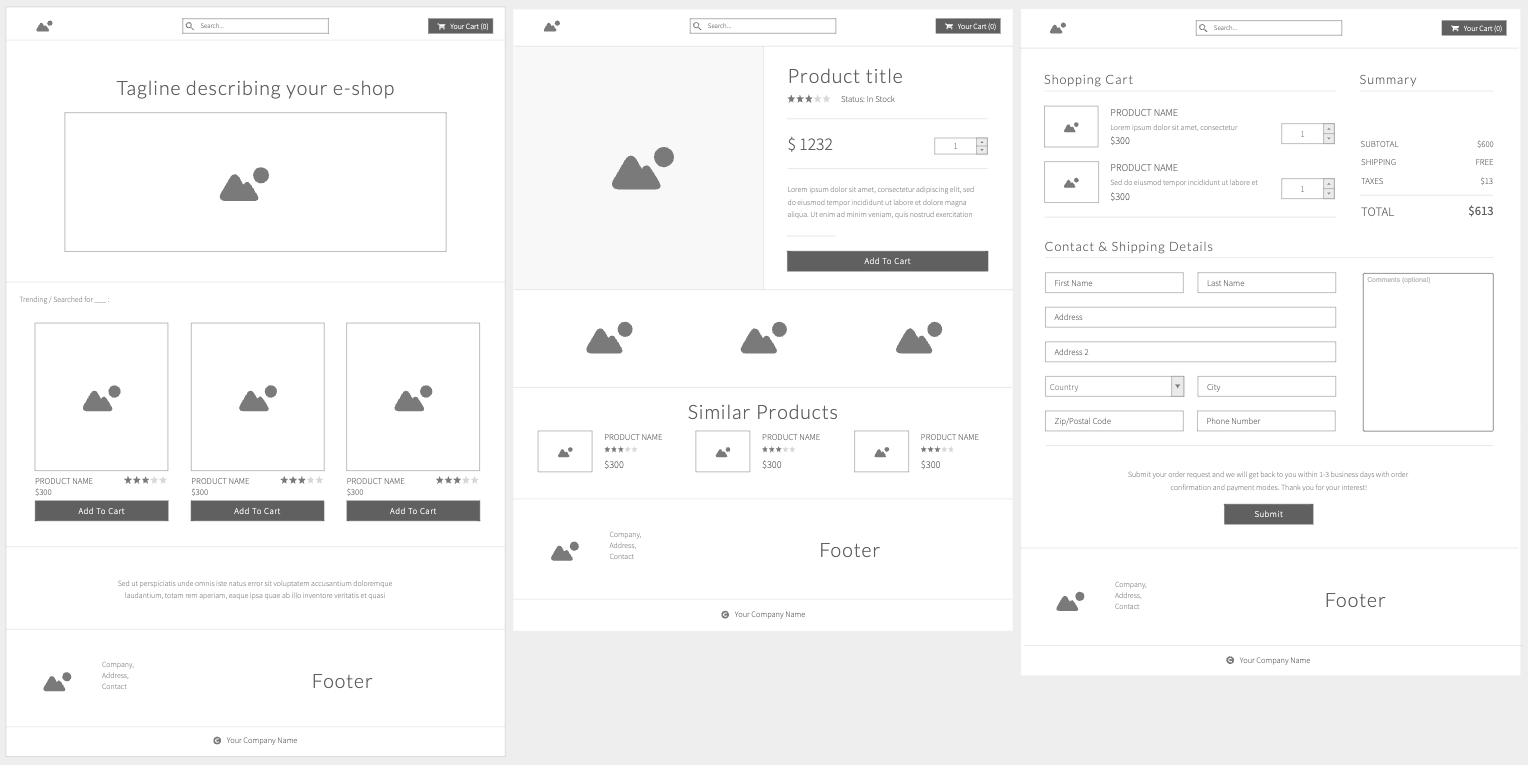 Search...
Your Cart (0)
Tagline describing your e-shop
Trending / Searched for ___ :
PRODUCT NAME
$300
Add To Cart
PRODUCT NAME
$300
Add To Cart
PRODUCT NAME
$300
Add To Cart
Sed ut perspiciatis unde omnis iste natus error sit voluptatem accusantium doloremque
laudantium, totam rem aperiam, eaque ipsa quae ab illo inventore veritatis et quasi
Company,
Address,
Contact
Footer
Your Company Name
Search...
Your Cart (0)
Product title
Status: In Stock
$ 1232
1
Lorem ipsum dolor sit amet, consectetur adipiscing elit, sed
do eiusmod tempor incididunt ut labore et dolore magna
aliqua. Ut enim ad minim veniam, quis nostrud exercitation
Add To Cart
Similar Products
PRODUCT NAME
$300
PRODUCT NAME
$300
PRODUCT NAME
$300
Company,
Address,
Contact
Footer
Your Company Name
Search...
Your Cart (0)
Shopping Cart
PRODUCT NAME
Lorem ipsum dolor sit amet, consectetur
$300
1
PRODUCT NAME
Sed do eiusmod tempor incididunt ut labore et
$300
1
Summary
SUBTOTAL $600
SHIPPING FREE
TAXES $13
TOTAL $613
Contact & Shipping Details
First Name
Last Name
Address
Address 2
Country
City
Zip/Postal Code
Phone Number
Comments (optional)
Submit your order request and we will get back to you within 1-3 business days with order
confirmation and payment modes. Thank you for your interest!
Submit
Company,
Address,
Contact
Footer
Your Company Name